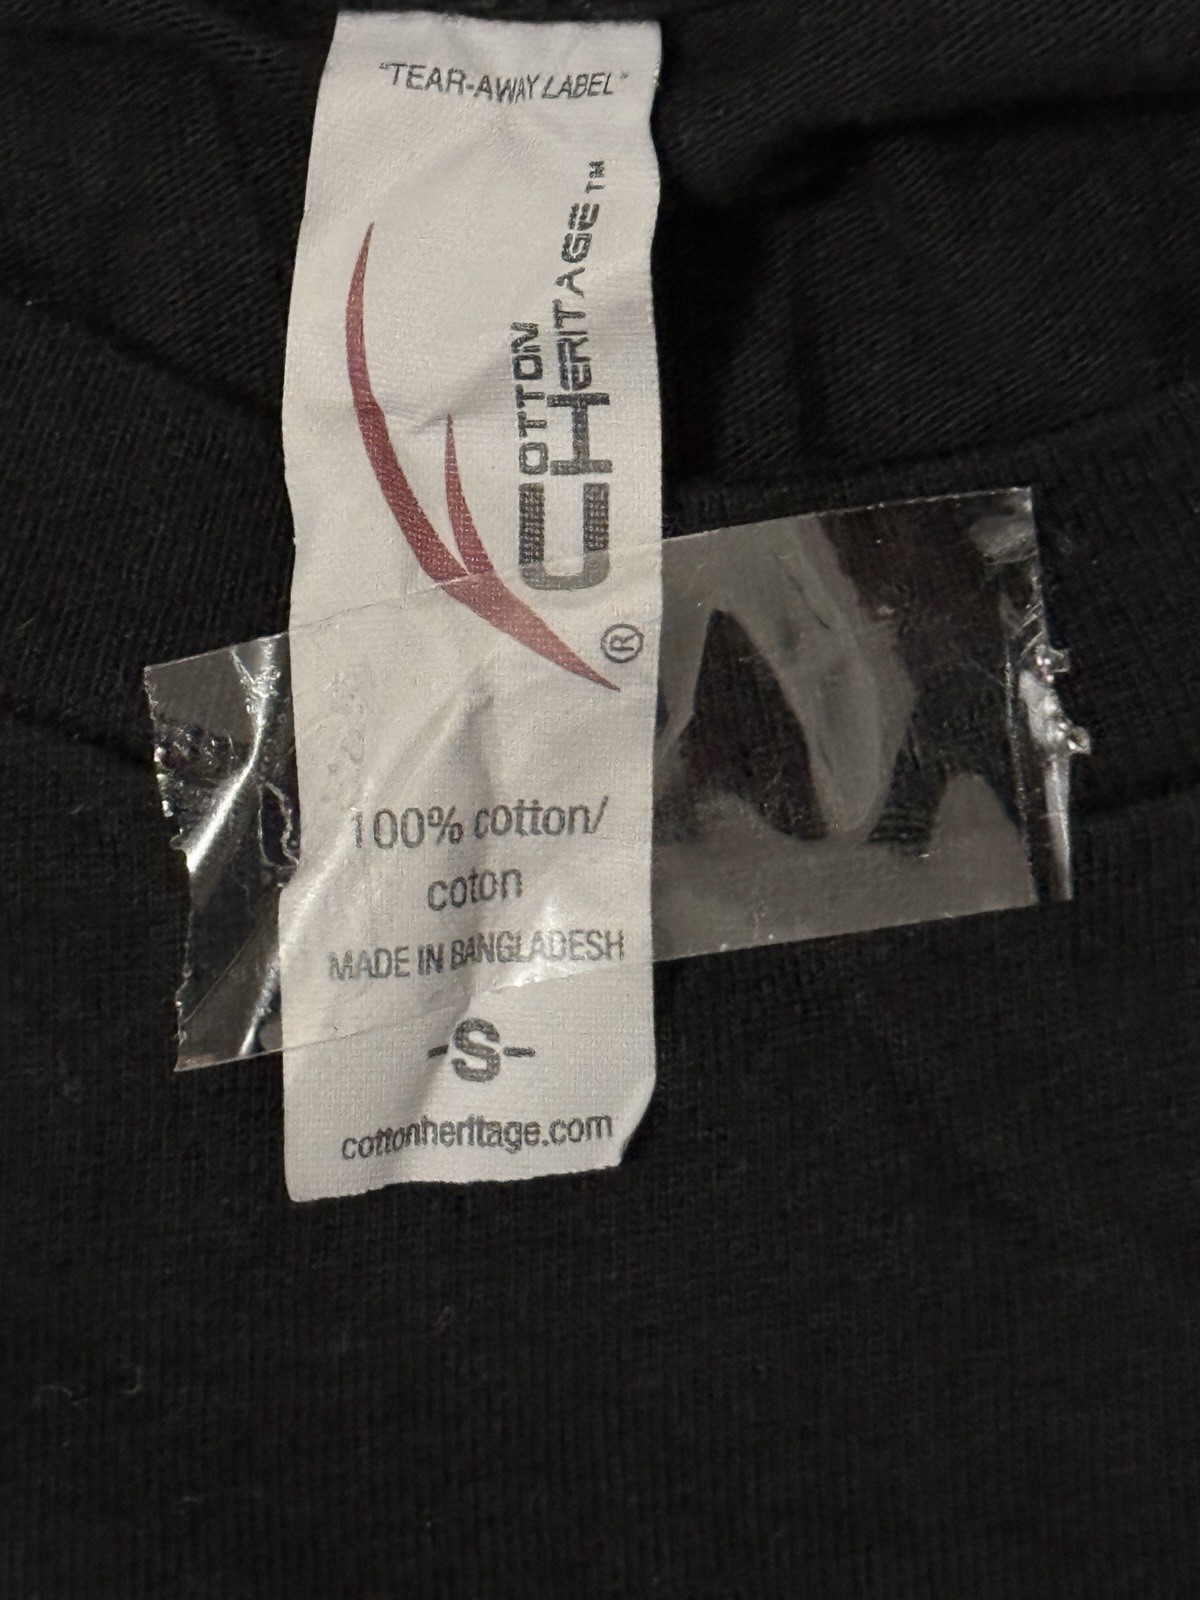 "TEAR-AWAY LABEL"
COTTON
HERITAGE™
®
100% cotton/
coton
MADE IN BANGLADESH
-S-
cottonheritage.com